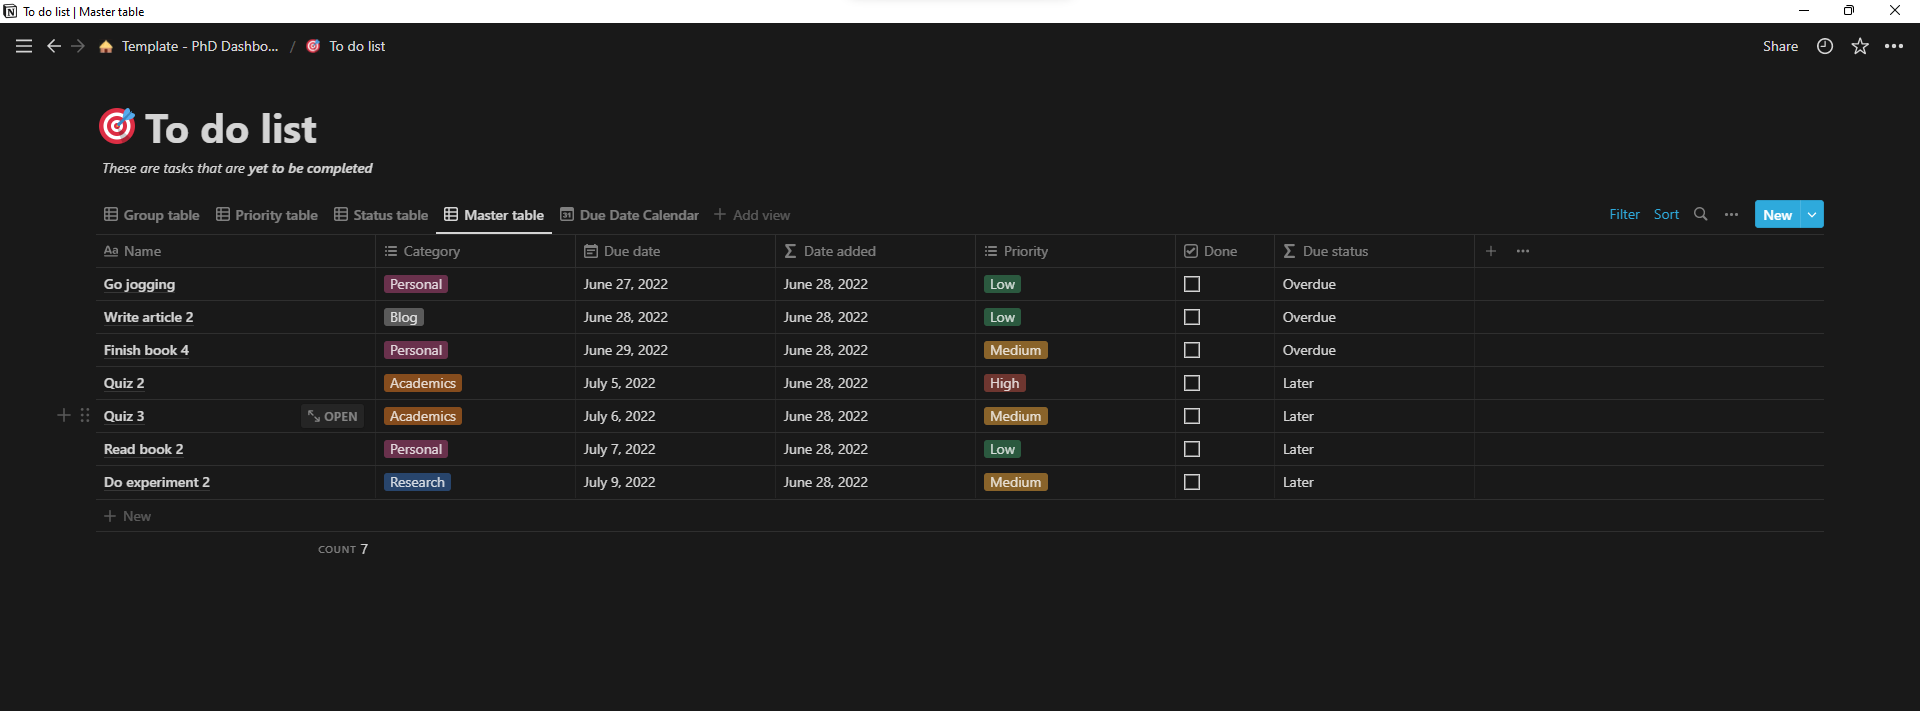 To do list | Master table
Template - PhD Dashbo... / To do list
Share
To do list
These are tasks that are yet to be completed
Group table Priority table Status table Master table Due Date Calendar + Add view
Filter Sort New
Aa Name Category Due date Date added Priority Done Due status
Go jogging Personal June 27, 2022 June 28, 2022 Low Overdue
Write article 2 Blog June 28, 2022 June 28, 2022 Low Overdue
Finish book 4 Personal June 29, 2022 June 28, 2022 Medium Overdue
Quiz 2 Academics July 5, 2022 June 28, 2022 High Later
Quiz 3 OPEN Academics July 6, 2022 June 28, 2022 Medium Later
Read book 2 Personal July 7, 2022 June 28, 2022 Low Later
Do experiment 2 Research July 9, 2022 June 28, 2022 Medium Later
+ New
COUNT 7